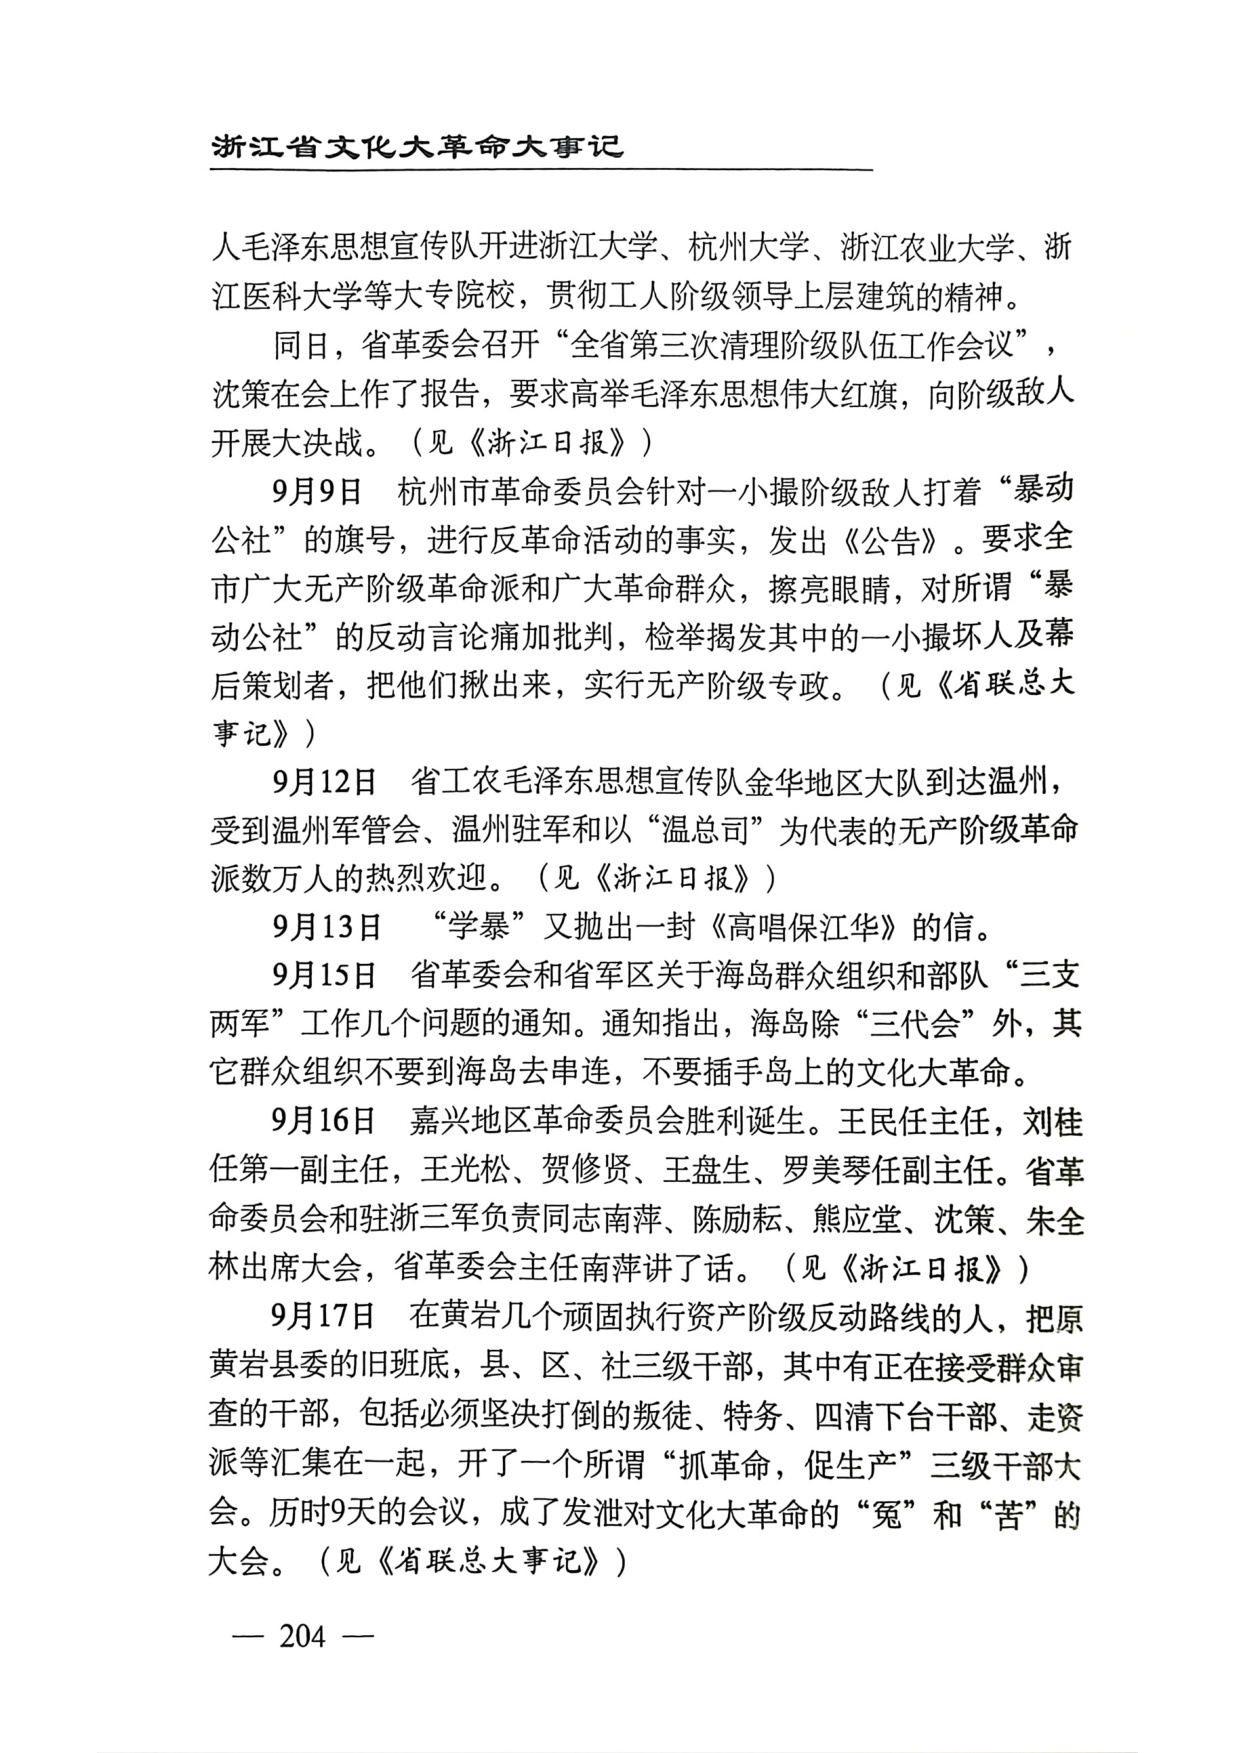 浙江省文化大革命大事记
人毛泽东思想宣传队开进浙江大学、杭州大学、浙江农业大学、浙
江医科大学等大专院校，贯彻工人阶级领导上层建筑的精神。
同日，省革委会召开“全省第三次清理阶级队伍工作会议”，
沈策在会上作了报告，要求高举毛泽东思想伟大红旗，向阶级敌人
开展大决战。（见《浙江日报》）
9月9日　杭州市革命委员会针对一小撮阶级敌人打着“暴动
公社”的旗号，进行反革命活动的事实，发出《公告》。要求全
市广大无产阶级革命派和广大革命群众，擦亮眼睛，对所谓“暴
动公社”的反动言论痛加批判，检举揭发其中的一小撮坏人及幕
后策划者，把他们揪出来，实行无产阶级专政。（见《省联总大
事记》）
9月12日　省工农毛泽东思想宣传队金华地区大队到达温州，
受到温州军管会、温州驻军和以“温总司”为代表的无产阶级革命
派数万人的热烈欢迎。（见《浙江日报》）
9月13日　“学暴”又抛出一封《高唱保江华》的信。
9月15日　省革委会和省军区关于海岛群众组织和部队“三支
两军”工作几个问题的通知。通知指出，海岛除“三代会”外，其
它群众组织不要到海岛去串连，不要插手岛上的文化大革命。
9月16日　嘉兴地区革命委员会胜利诞生。王民任主任，刘桂
任第一副主任，王光松、贺修贤、王盘生、罗美琴任副主任。省革
命委员会和驻浙三军负责同志南萍、陈励耘、熊应堂、沈策、朱全
林出席大会，省革委会主任南萍讲了话。（见《浙江日报》）
9月17日　在黄岩几个顽固执行资产阶级反动路线的人，把原
黄岩县委的旧班底，县、区、社三级干部，其中有正在接受群众审
查的干部，包括必须坚决打倒的叛徒、特务、四清下台干部、走资
派等汇集在一起，开了一个所谓“抓革命，促生产”三级干部大
会。历时9天的会议，成了发泄对文化大革命的“冤”和“苦”的
大会。（见《省联总大事记》）
— 204 —